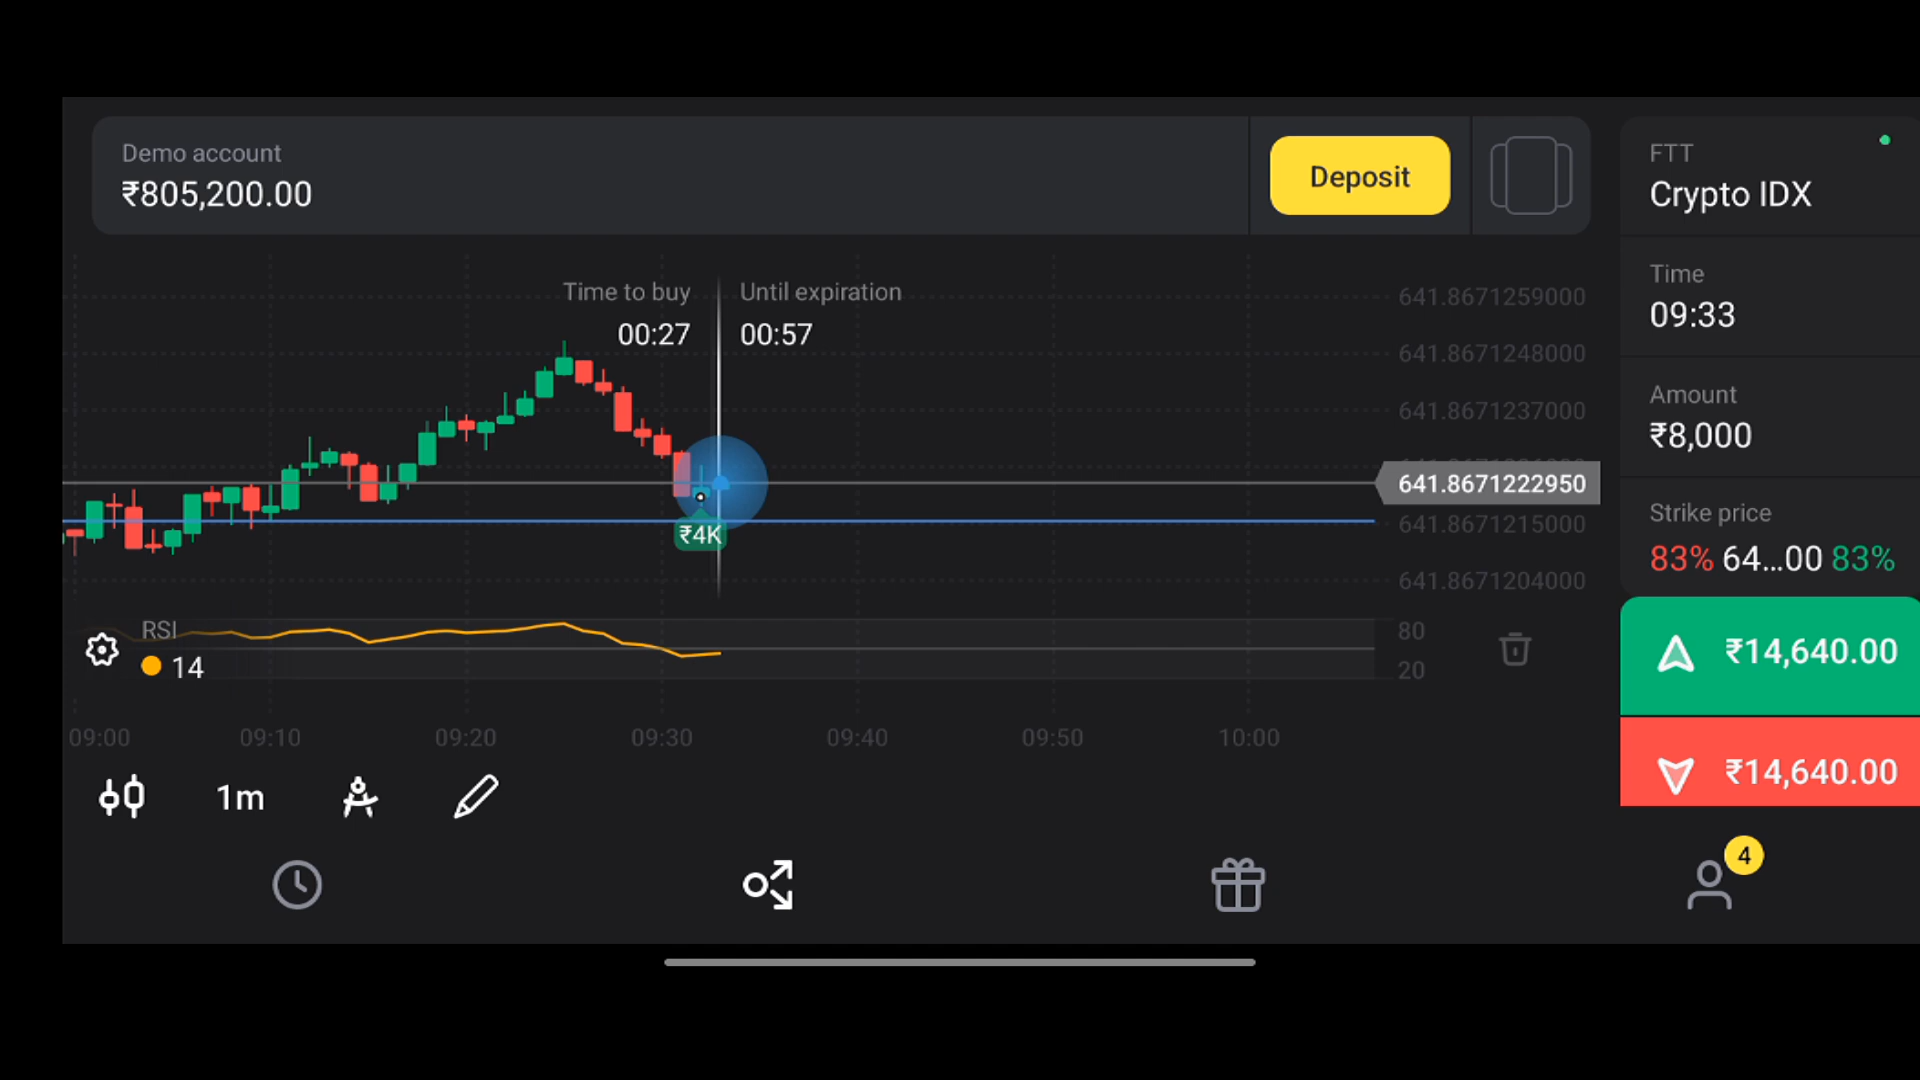 Demo account
₹805,200.00
Deposit
FTT
Crypto IDX
Time
09:33
Amount
₹8,000
Strike price
83% 64...00 83%
₹14,640.00
₹14,640.00
Time to buy
00:27
Until expiration
00:57
641.8671259000
641.8671248000
641.8671237000
641.8671222950
641.8671215000
641.8671204000
₹4K
RSI
14
80
20
09:00 09:10 09:20 09:30 09:40 09:50 10:00
1m
4